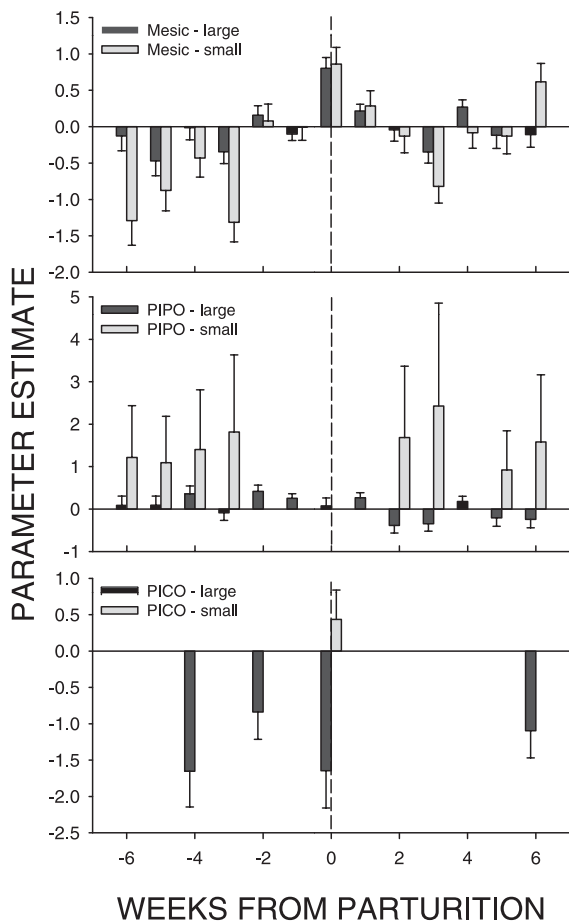 1.5
Mesic - large
1.0
Mesic - small
0.5
0.0
-0.5
-1.0
-1.5
-2.0
5
PIPO - large
4
PIPO - small
3
2
1
0
-1
1.0
PICO - large
0.5
PICO - small
0.0
-0.5
-1.0
-1.5
-2.0
-2.5
PARAMETER ESTIMATE
-6 -4 -2 0 2 4 6
WEEKS FROM PARTURITION